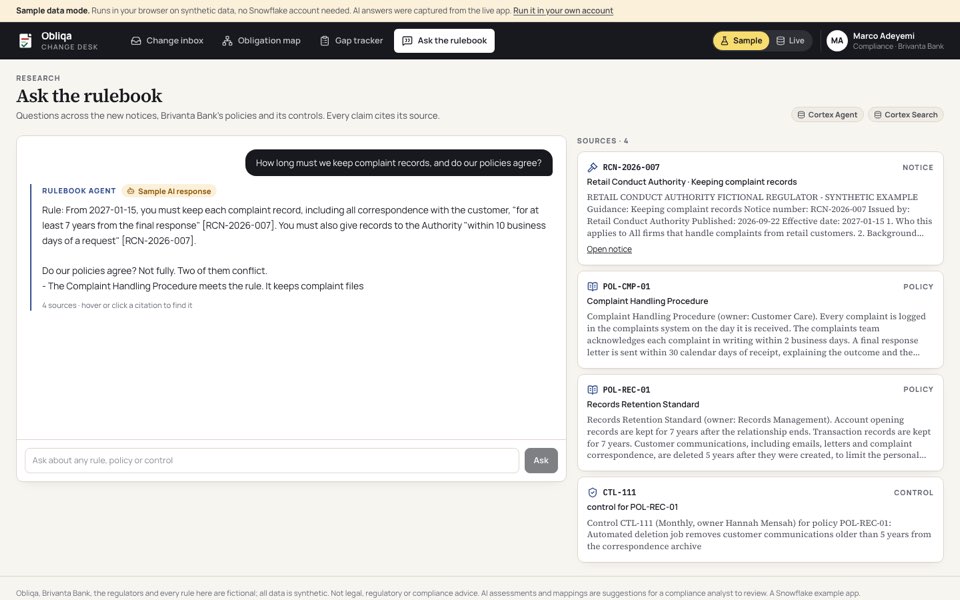 Sample data mode. Runs in your browser on synthetic data, no Snowflake account needed. AI answers were captured from the live app. Run it in your own account
Obliqa
CHANGE DESK
Change inbox
Obligation map
Gap tracker
Ask the rulebook
Sample
Live
MA
Marco Adeyemi
Compliance · Brivanta Bank
RESEARCH
Ask the rulebook
Questions across the new notices, Brivanta Bank's policies and its controls. Every claim cites its source.
Cortex Agent
Cortex Search
How long must we keep complaint records, and do our policies agree?
RULEBOOK AGENT
Sample AI response
Rule: From 2027-01-15, you must keep each complaint record, including all correspondence with the customer, "for at
least 7 years from the final response" [RCN-2026-007]. You must also give records to the Authority "within 10 business
days of a request" [RCN-2026-007].
Do our policies agree? Not fully. Two of them conflict.
- The Complaint Handling Procedure meets the rule. It keeps complaint files
4 sources · hover or click a citation to find it
Ask about any rule, policy or control
Ask
SOURCES · 4
RCN-2026-007
NOTICE
Retail Conduct Authority · Keeping complaint records
RETAIL CONDUCT AUTHORITY FICTIONAL REGULATOR - SYNTHETIC EXAMPLE
Guidance: Keeping complaint records Notice number: RCN-2026-007 Issued by:
Retail Conduct Authority Published: 2026-09-22 Effective date: 2027-01-15 1. Who this
applies to All firms that handle complaints from retail customers. 2. Background...
Open notice
POL-CMP-01
POLICY
Complaint Handling Procedure
Complaint Handling Procedure (owner: Customer Care). Every complaint is logged
in the complaints system on the day it is received. The complaints team
acknowledges each complaint in writing within 2 business days. A final response
letter is sent within 30 calendar days of receipt, explaining the outcome and the...
POL-REC-01
POLICY
Records Retention Standard
Records Retention Standard (owner: Records Management). Account opening
records are kept for 7 years after the relationship ends. Transaction records are kept
for 7 years. Customer communications, including emails, letters and complaint
correspondence, are deleted 5 years after they were created, to limit the personal...
CTL-111
CONTROL
control for POL-REC-01
Control CTL-111 (Monthly, owner Hannah Mensah) for policy POL-REC-01:
Automated deletion job removes customer communications older than 5 years from
the correspondence archive
Obliqa, Brivanta Bank, the regulators and every rule here are fictional; all data is synthetic. Not legal, regulatory or compliance advice. AI assessments and mappings are suggestions for a compliance analyst to review. A Snowflake example app.